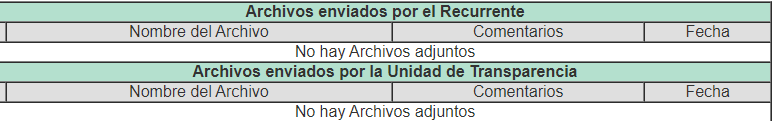 Archivos enviados por el Recurrente
Nombre del Archivo Comentarios Fecha
No hay Archivos adjuntos
Archivos enviados por la Unidad de Transparencia
Nombre del Archivo Comentarios Fecha
No hay Archivos adjuntos